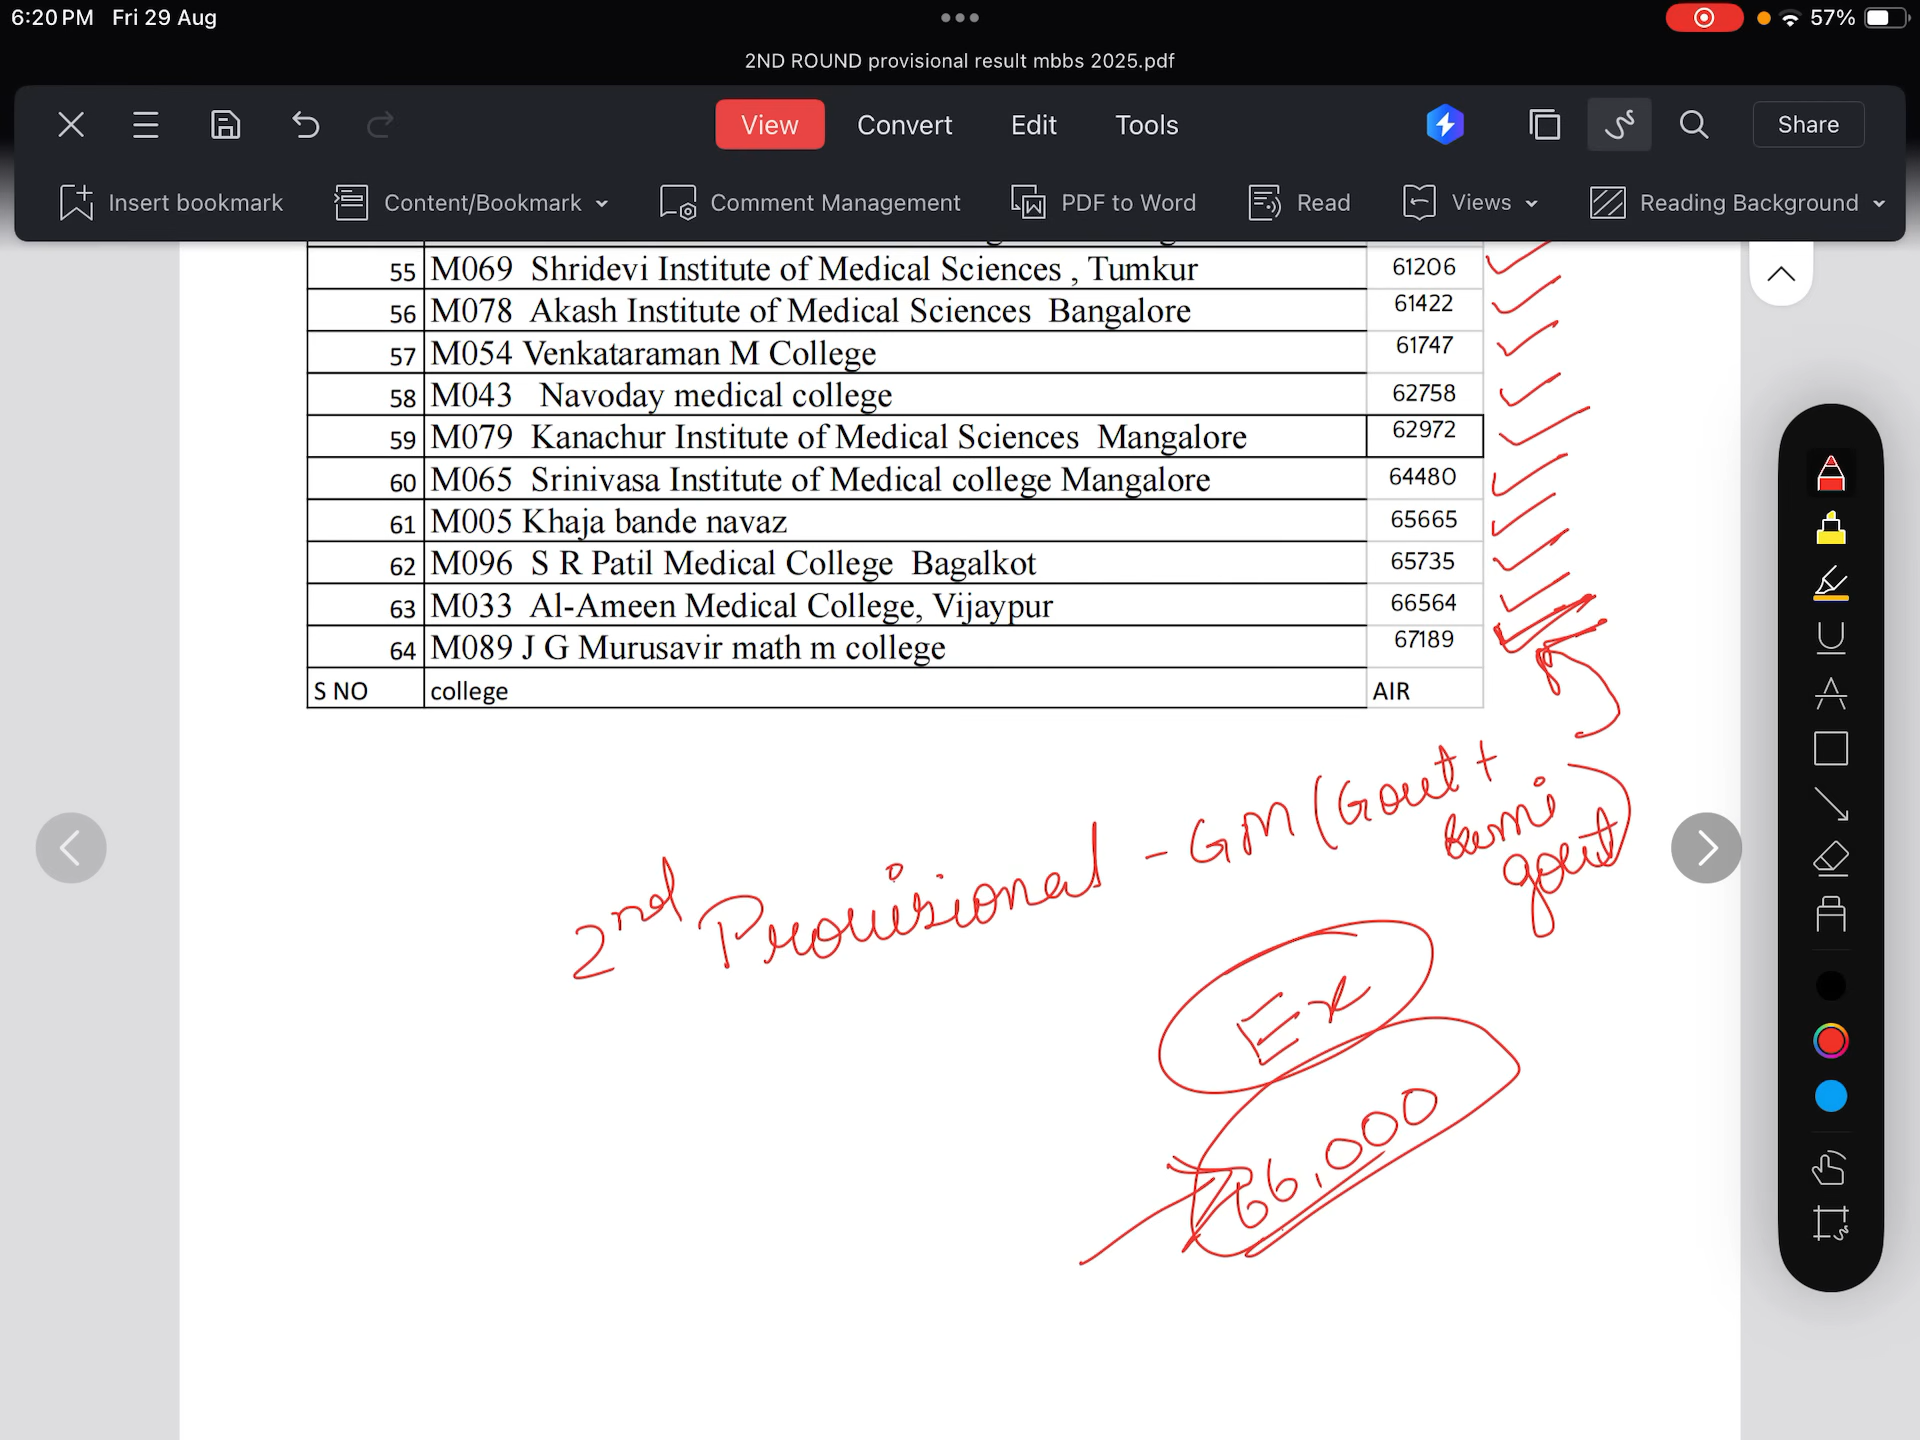 6:20 PM Fri 29 Aug
57%
2ND ROUND provisional result mbbs 2025.pdf
View Convert Edit Tools Share
Insert bookmark Content/Bookmark Comment Management PDF to Word Read Views Reading Background
55 M069 Shridevi Institute of Medical Sciences , Tumkur 61206
56 M078 Akash Institute of Medical Sciences Bangalore 61422
57 M054 Venkataraman M College 61747
58 M043 Navoday medical college 62758
59 M079 Kanachur Institute of Medical Sciences Mangalore 62972
60 M065 Srinivasa Institute of Medical college Mangalore 64480
61 M005 Khaja bande navaz 65665
62 M096 S R Patil Medical College Bagalkot 65735
63 M033 Al-Ameen Medical College, Vijaypur 66564
64 M089 J G Murusavir math m college 67189
S NO college AIR
2nd Provisional - GM (Govt +
semi
govt)
Ex
66,000